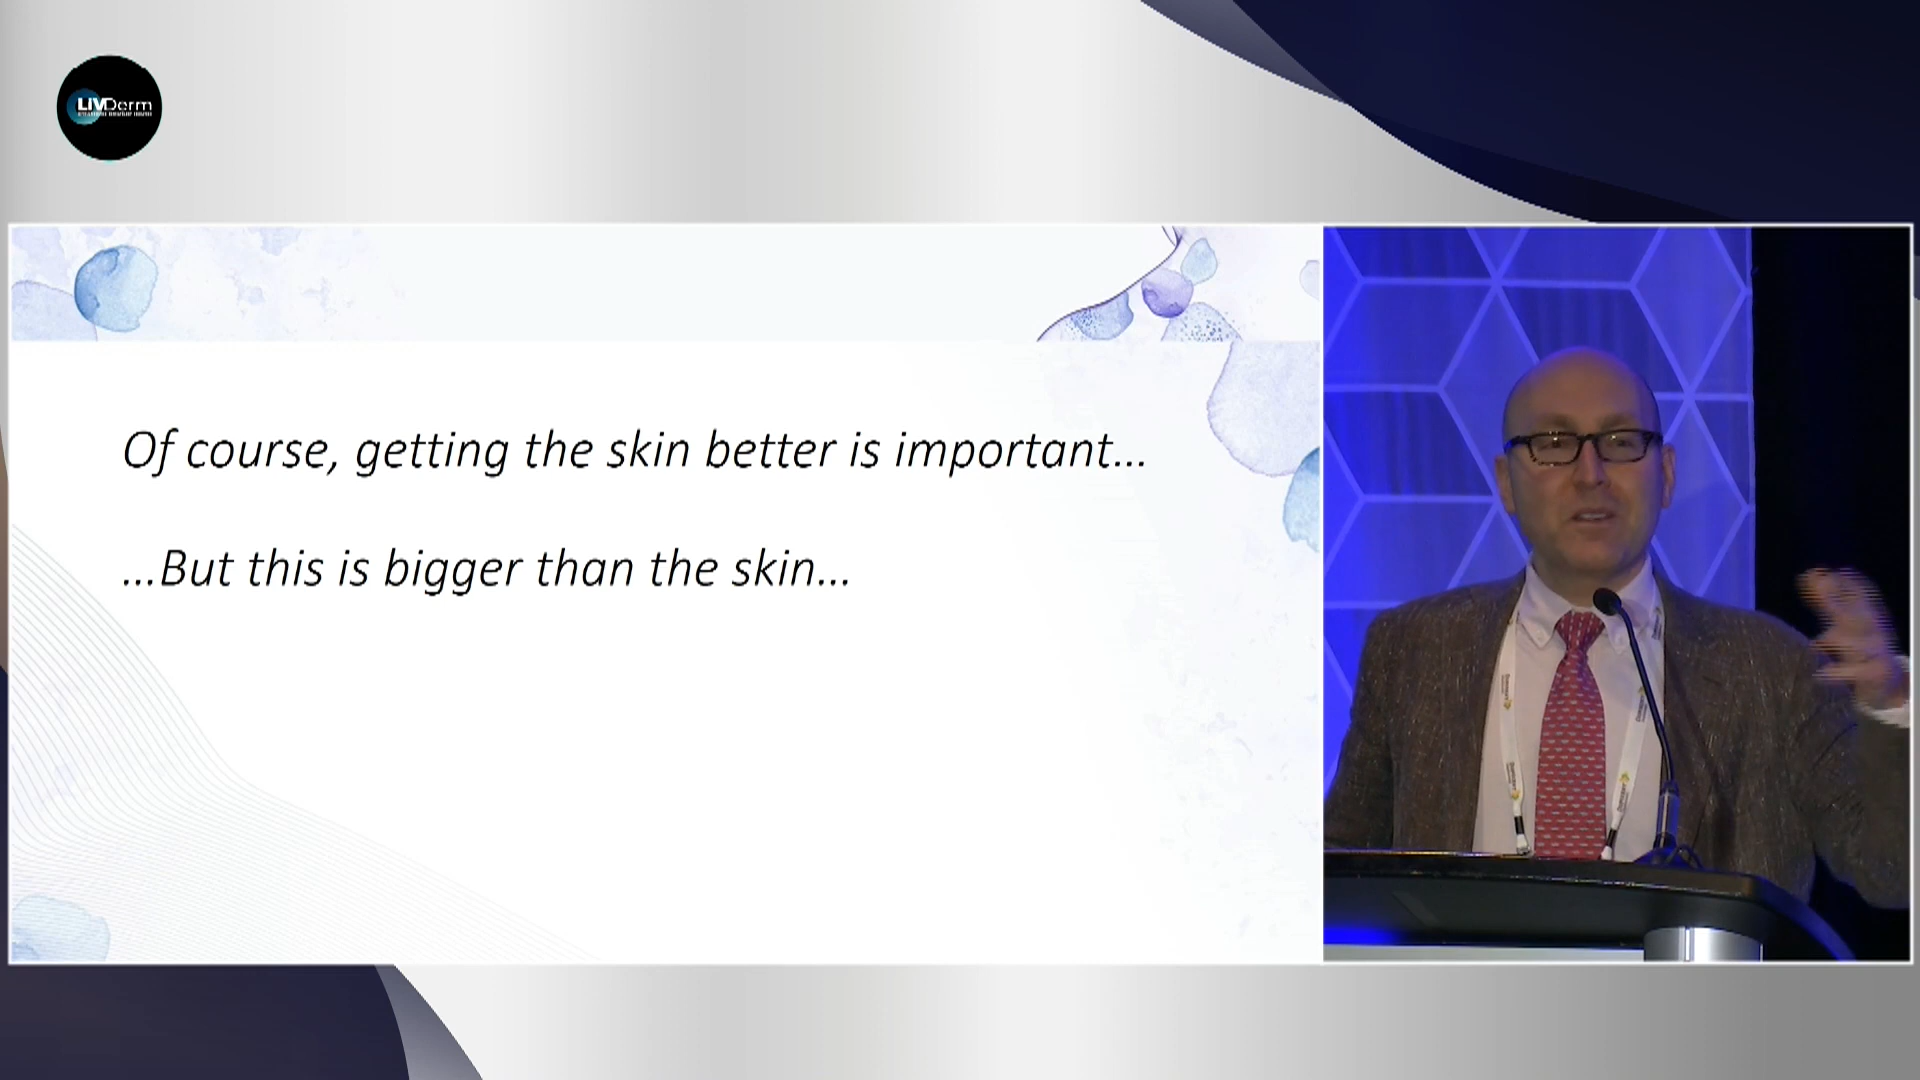 LIVDerm
Of course, getting the skin better is important...
...But this is bigger than the skin...